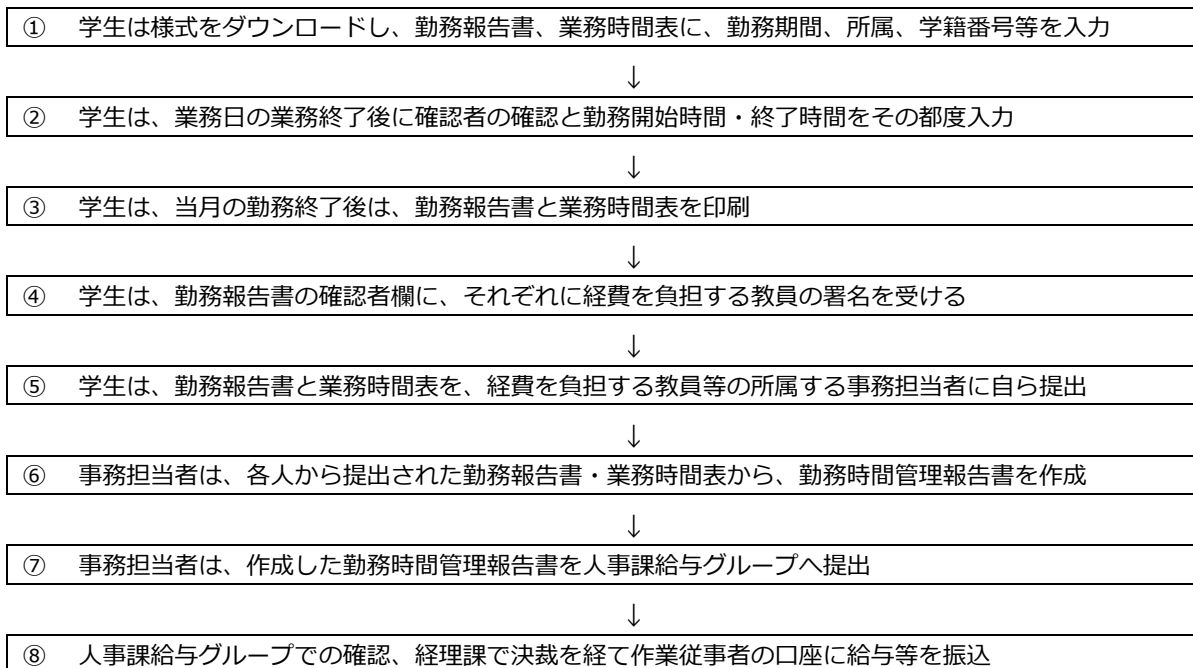 ① 学生は様式をダウンロードし、勤務報告書、業務時間表に、勤務期間、所属、学籍番号等を入力
↓
② 学生は、業務日の業務終了後に確認者の確認と勤務開始時間・終了時間をその都度入力
↓
③ 学生は、当月の勤務終了後は、勤務報告書と業務時間表を印刷
↓
④ 学生は、勤務報告書の確認者欄に、それぞれに経費を負担する教員の署名を受ける
↓
⑤ 学生は、勤務報告書と業務時間表を、経費を負担する教員等の所属する事務担当者に自ら提出
↓
⑥ 事務担当者は、各人から提出された勤務報告書・業務時間表から、勤務時間管理報告書を作成
↓
⑦ 事務担当者は、作成した勤務時間管理報告書を人事課給与グループへ提出
↓
⑧ 人事課給与グループでの確認、経理課で決裁を経て作業従事者の口座に給与等を振込